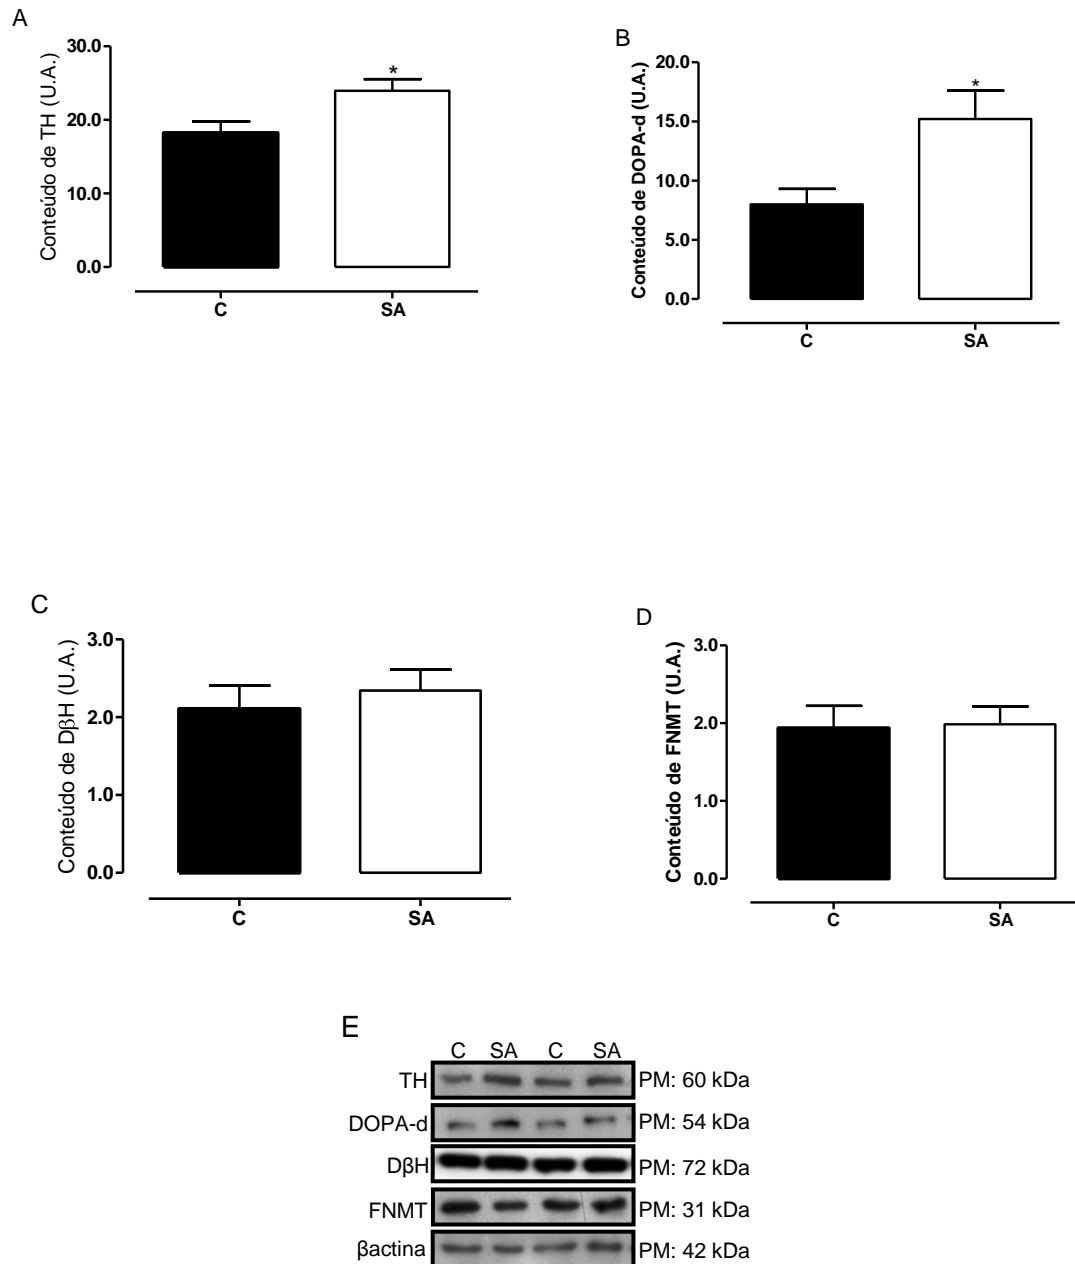 A
Conteúdo de TH (U.A.)
30.0
20.0
10.0
0.0
*
C SA
B
Conteúdo de DOPA-d (U.A.)
20.0
15.0
10.0
5.0
0.0
*
C SA
C
Conteúdo de DβH (U.A.)
3.0
2.0
1.0
0.0
C SA
D
Conteúdo de FNMT (U.A.)
3.0
2.0
1.0
0.0
C SA
E
C SA C SA
TH PM: 60 kDa
DOPA-d PM: 54 kDa
DβH PM: 72 kDa
FNMT PM: 31 kDa
βactina PM: 42 kDa